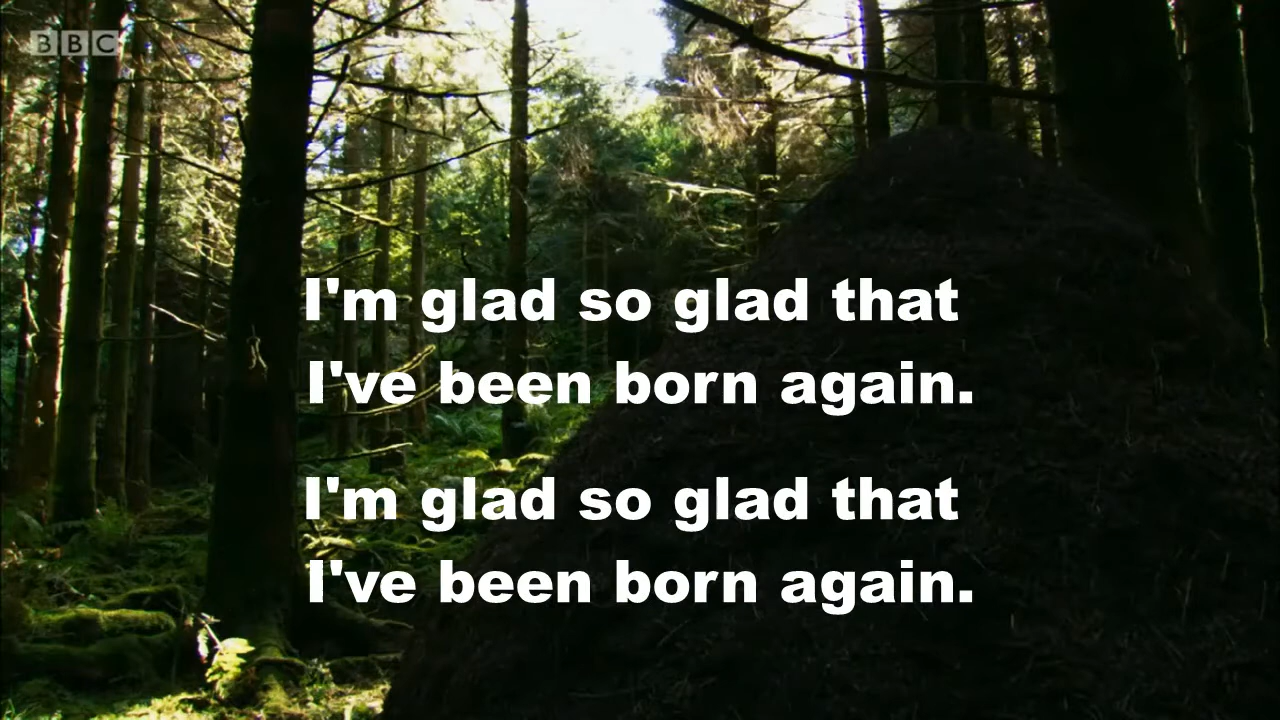 BBC
I'm glad so glad that
I've been born again.
I'm glad so glad that
I've been born again.